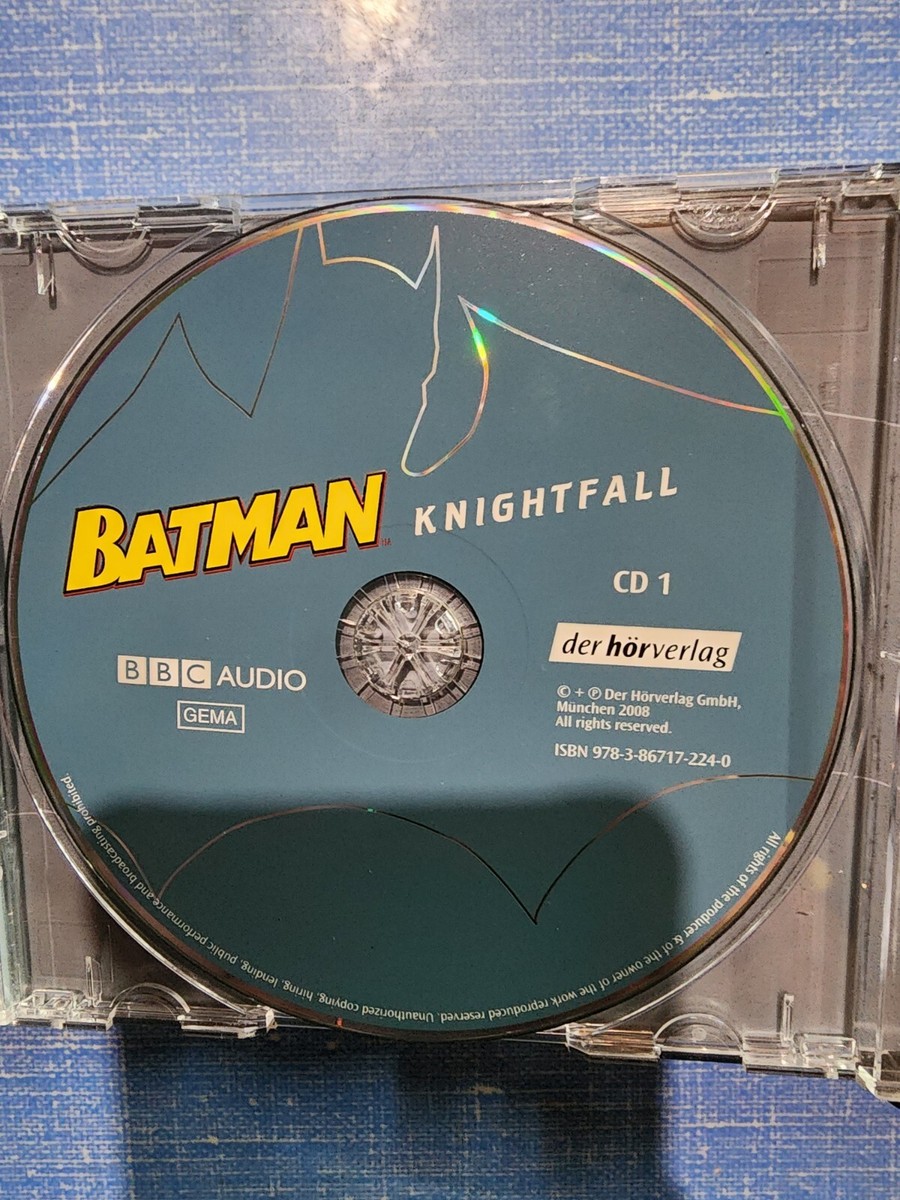 BATMAN™ KNIGHTFALL
CD 1
der hörverlag
BBC AUDIO
GEMA
© + ℗ Der Hörverlag GmbH,
München 2008
All rights reserved.
ISBN 978-3-86717-224-0
All rights of the producer & of the owner of the work reproduced reserved. Unauthorized copying, hiring, lending, public performance and broadcasting prohibited.